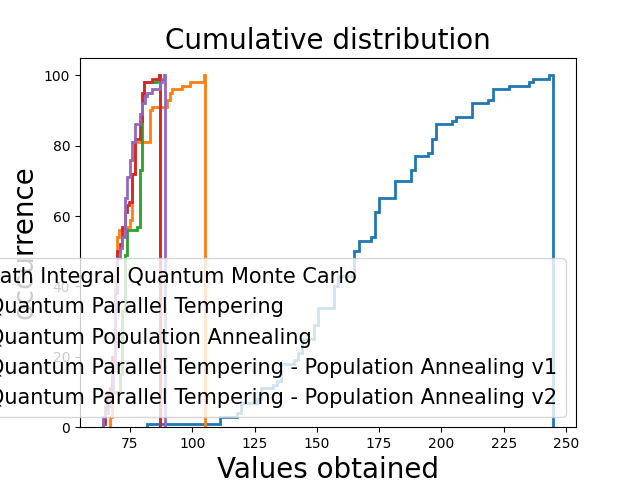 Cumulative distribution
100
80
60
40
20
0
occurrence
ath Integral Quantum Monte Carlo
Quantum Parallel Tempering
Quantum Population Annealing
Quantum Parallel Tempering - Population Annealing v1
Quantum Parallel Tempering - Population Annealing v2
75 100 125 150 175 200 225 250
Values obtained